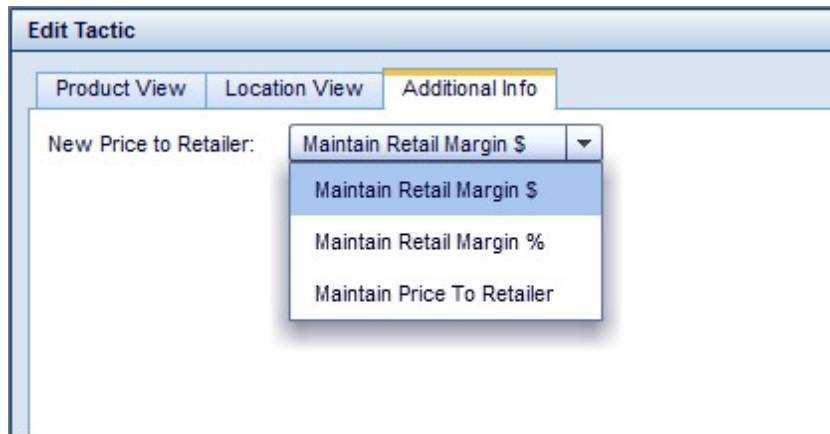 Edit Tactic
Product View Location View Additional Info
New Price to Retailer: Maintain Retail Margin $
Maintain Retail Margin $
Maintain Retail Margin %
Maintain Price To Retailer